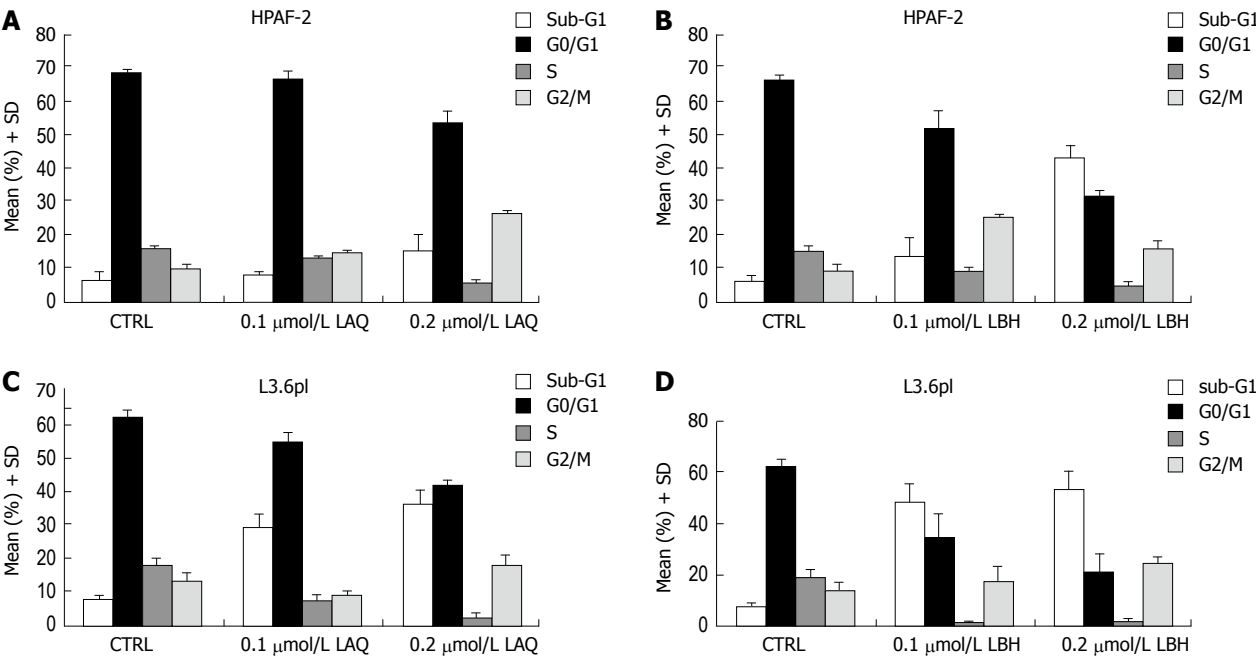 A
HPAF-2
Sub-G1
G0/G1
S
G2/M
Mean (%) + SD
80
70
60
50
40
30
20
10
0
CTRL
0.1 μmol/L LAQ
0.2 μmol/L LAQ
B
HPAF-2
Sub-G1
G0/G1
S
G2/M
Mean (%) + SD
80
70
60
50
40
30
20
10
0
CTRL
0.1 μmol/L LBH
0.2 μmol/L LBH
C
L3.6pl
Sub-G1
G0/G1
S
G2/M
Mean (%) + SD
70
60
50
40
30
20
10
0
CTRL
0.1 μmol/L LAQ
0.2 μmol/L LAQ
D
L3.6pl
sub-G1
G0/G1
S
G2/M
Mean (%) + SD
80
60
40
20
0
CTRL
0.1 μmol/L LBH
0.2 μmol/L LBH